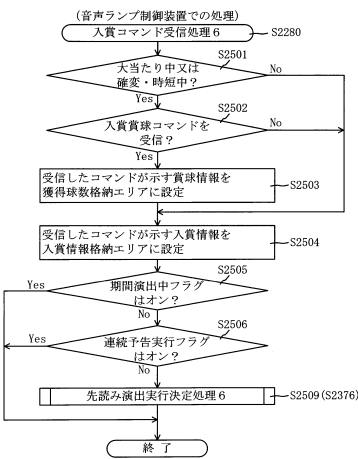 (音声ランプ制御装置での処理)
入賞コマンド受信処理6
S2280
S2501
大当たり中又は
確変・時短中?
No
Yes
S2502
入賞賞球コマンドを
受信?
No
Yes
受信したコマンドが示す賞球情報を
獲得球数格納エリアに設定
S2503
受信したコマンドが示す入賞情報を
入賞情報格納エリアに設定
S2504
S2505
期間演出中フラグ
はオン?
Yes
No
S2506
連続予告実行フラグ
はオン?
Yes
No
先読み演出実行決定処理6
S2509(S2376)
終了